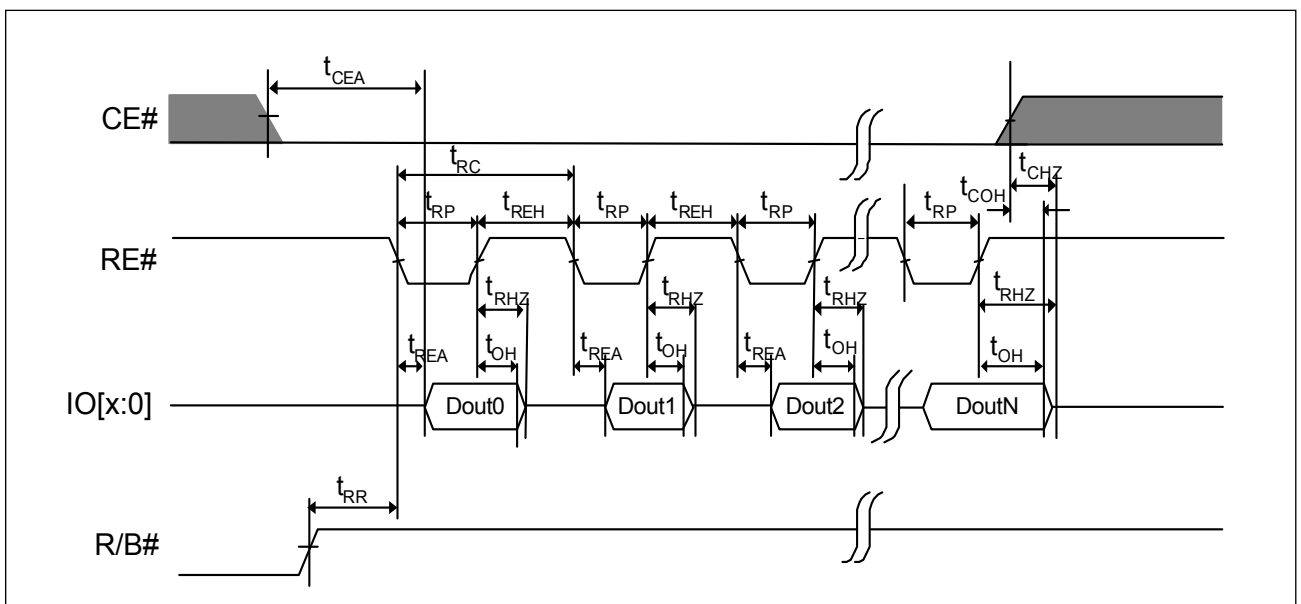 tCEA
CE#
tRC
tCHZ
tCOH
tRP tREH tRP tREH tRP tRP
RE#
tRHZ tRHZ tRHZ tRHZ
tREA tOH tREA tOH tREA tOH tOH
IO[x:0] Dout0 Dout1 Dout2 DoutN
tRR
R/B#